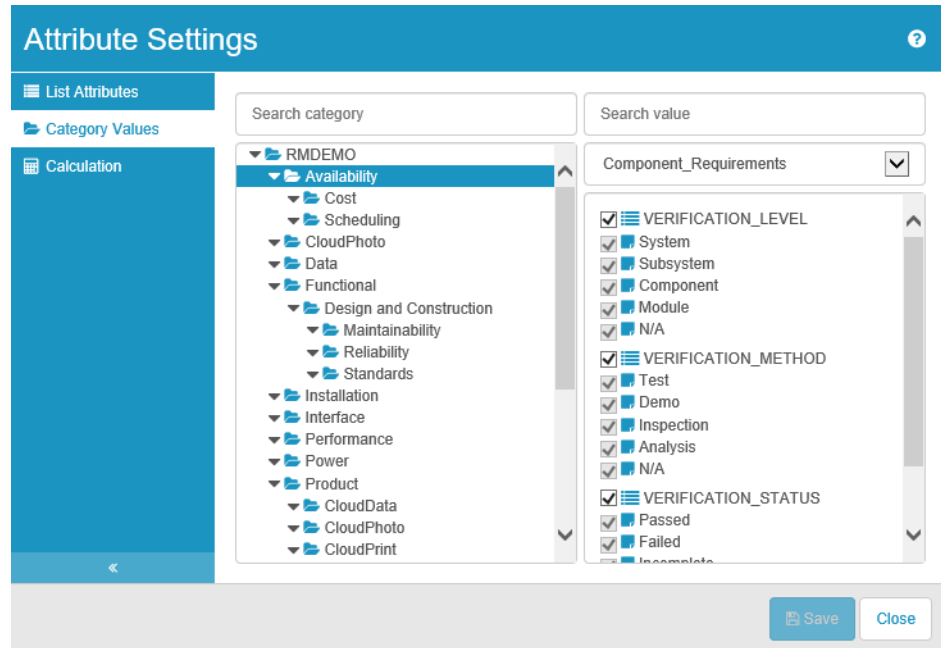 Attribute Settings
?
List Attributes
Category Values
Calculation
«
Search category
RMDEMO
Availability
Cost
Scheduling
CloudPhoto
Data
Functional
Design and Construction
Maintainability
Reliability
Standards
Installation
Interface
Performance
Power
Product
CloudData
CloudPhoto
CloudPrint
Search value
Component_Requirements
VERIFICATION_LEVEL
System
Subsystem
Component
Module
N/A
VERIFICATION_METHOD
Test
Demo
Inspection
Analysis
N/A
VERIFICATION_STATUS
Passed
Failed
Incomplete
Save
Close